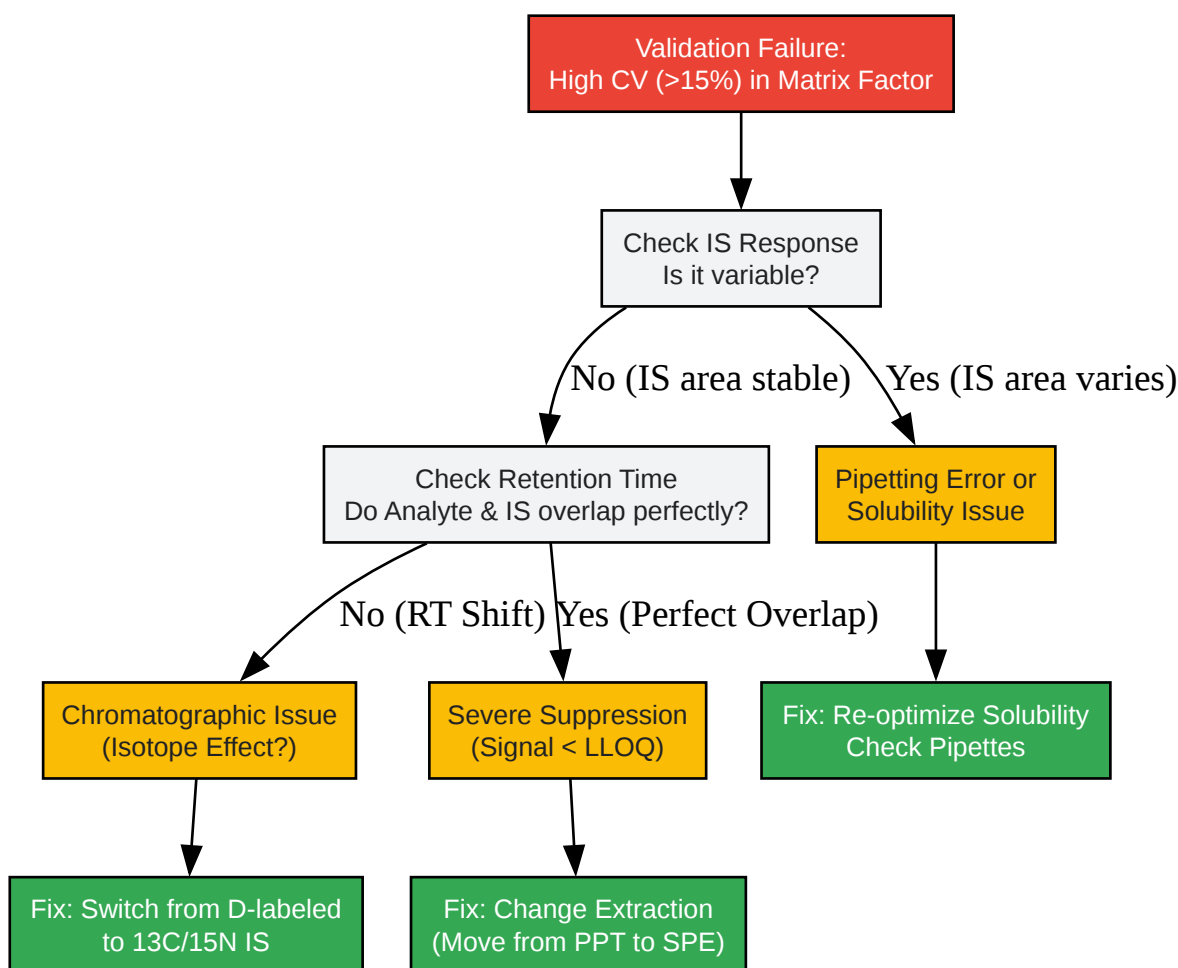 Validation Failure:
High CV (>15%) in Matrix Factor
Check IS Response
Is it variable?
No (IS area stable)
Yes (IS area varies)
Check Retention Time
Do Analyte & IS overlap perfectly?
Pipetting Error or
Solubility Issue
No (RT Shift)
Yes (Perfect Overlap)
Chromatographic Issue
(Isotope Effect?)
Severe Suppression
(Signal < LLOQ)
Fix: Re-optimize Solubility
Check Pipettes
Fix: Switch from D-labeled
to 13C/15N IS
Fix: Change Extraction
(Move from PPT to SPE)